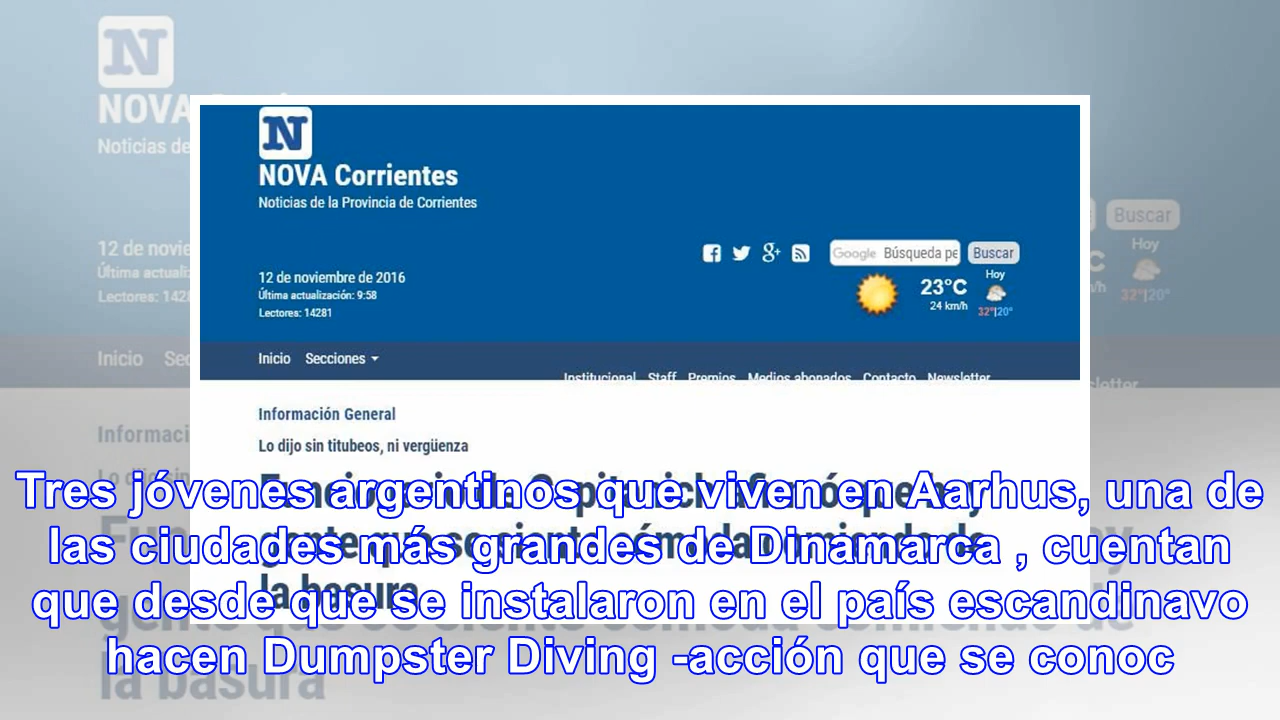 N
NOVA Corrientes
Noticias de la Provincia de Corrientes
Google Búsqueda pe Buscar
12 de noviembre de 2016
Última actualización: 9:58
Lectores: 14281
Hoy
23°C
24 km/h
32°|20°
Inicio Secciones
Institucional Staff Premios Medios abonados Contacto Newsletter
Información General
Lo dijo sin titubeos, ni vergüenza
la basura
Tres jóvenes argentinos que viven en Aarhus, una de
las ciudades más grandes de Dinamarca , cuentan
que desde que se instalaron en el país escandinavo
hacen Dumpster Diving -acción que se conoc